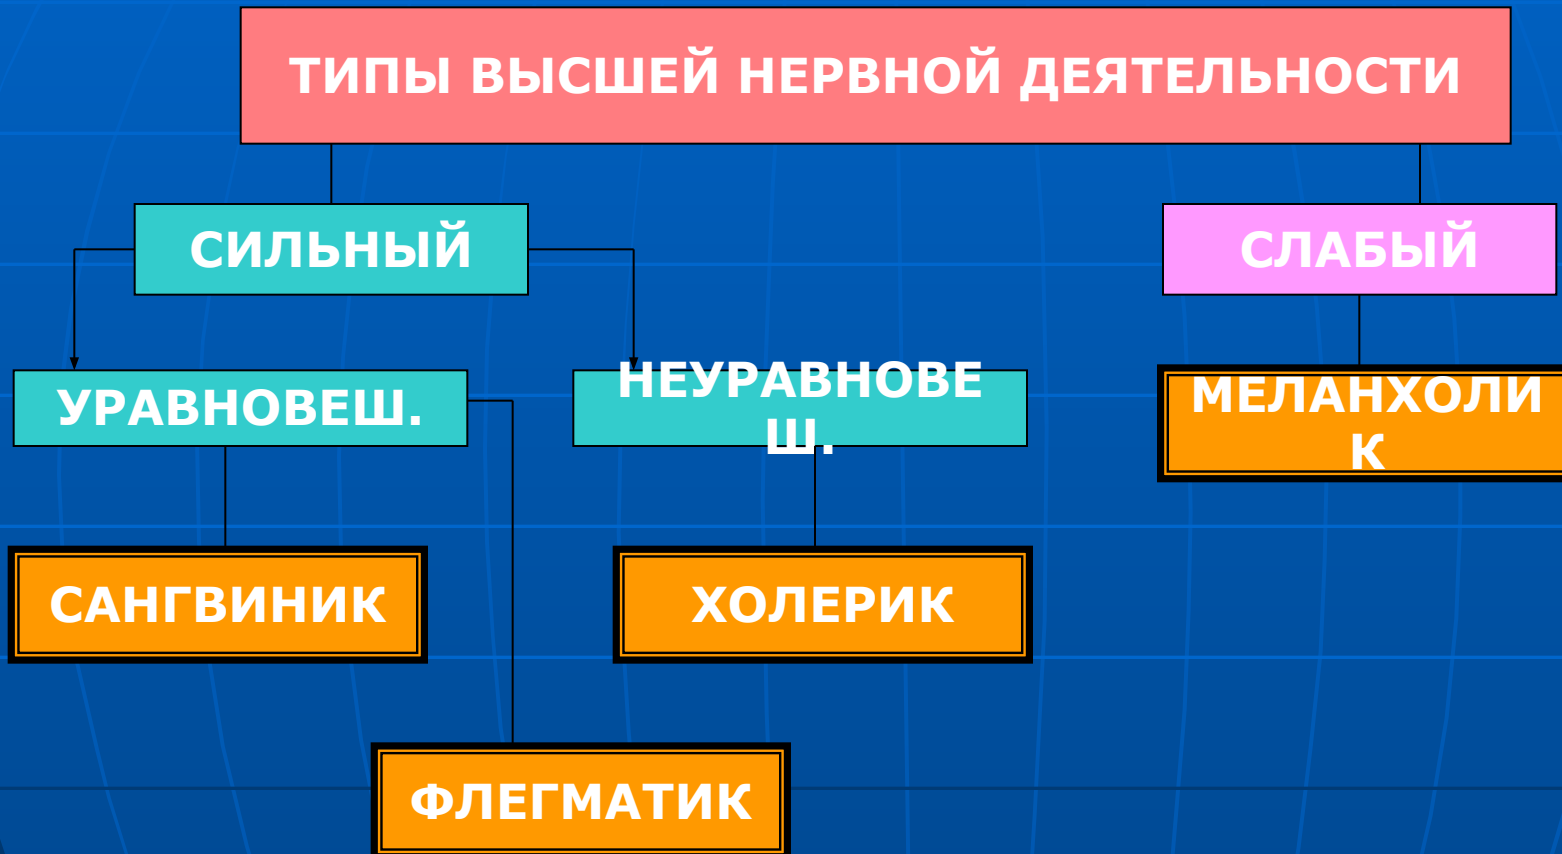 ТИПЫ ВЫСШЕЙ НЕРВНОЙ ДЕЯТЕЛЬНОСТИ
СИЛЬНЫЙ
СЛАБЫЙ
УРАВНОВЕШ.
НЕУРАВНОВЕ
Ш.
МЕЛАНХОЛИ
К
САНГВИНИК
ХОЛЕРИК
ФЛЕГМАТИК